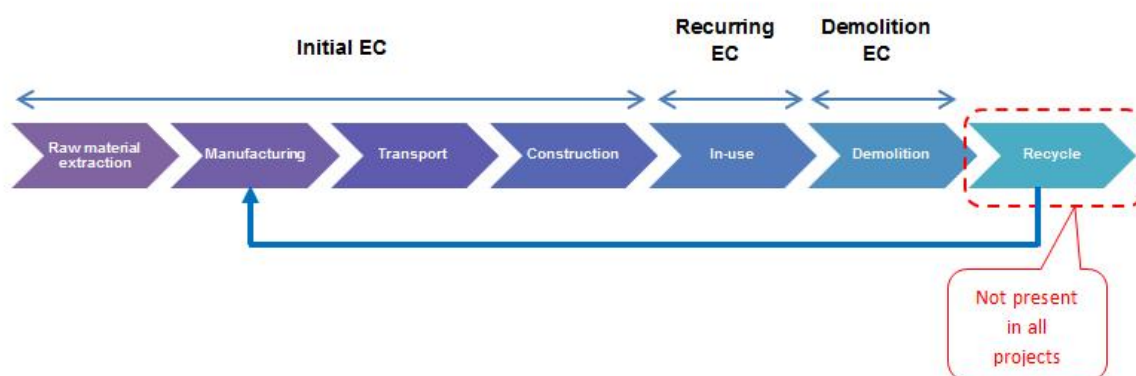 Initial EC
Recurring
EC
Demolition
EC
Raw material
extraction
Manufacturing
Transport
Construction
In-use
Demolition
Recycle
Not present
in all
projects